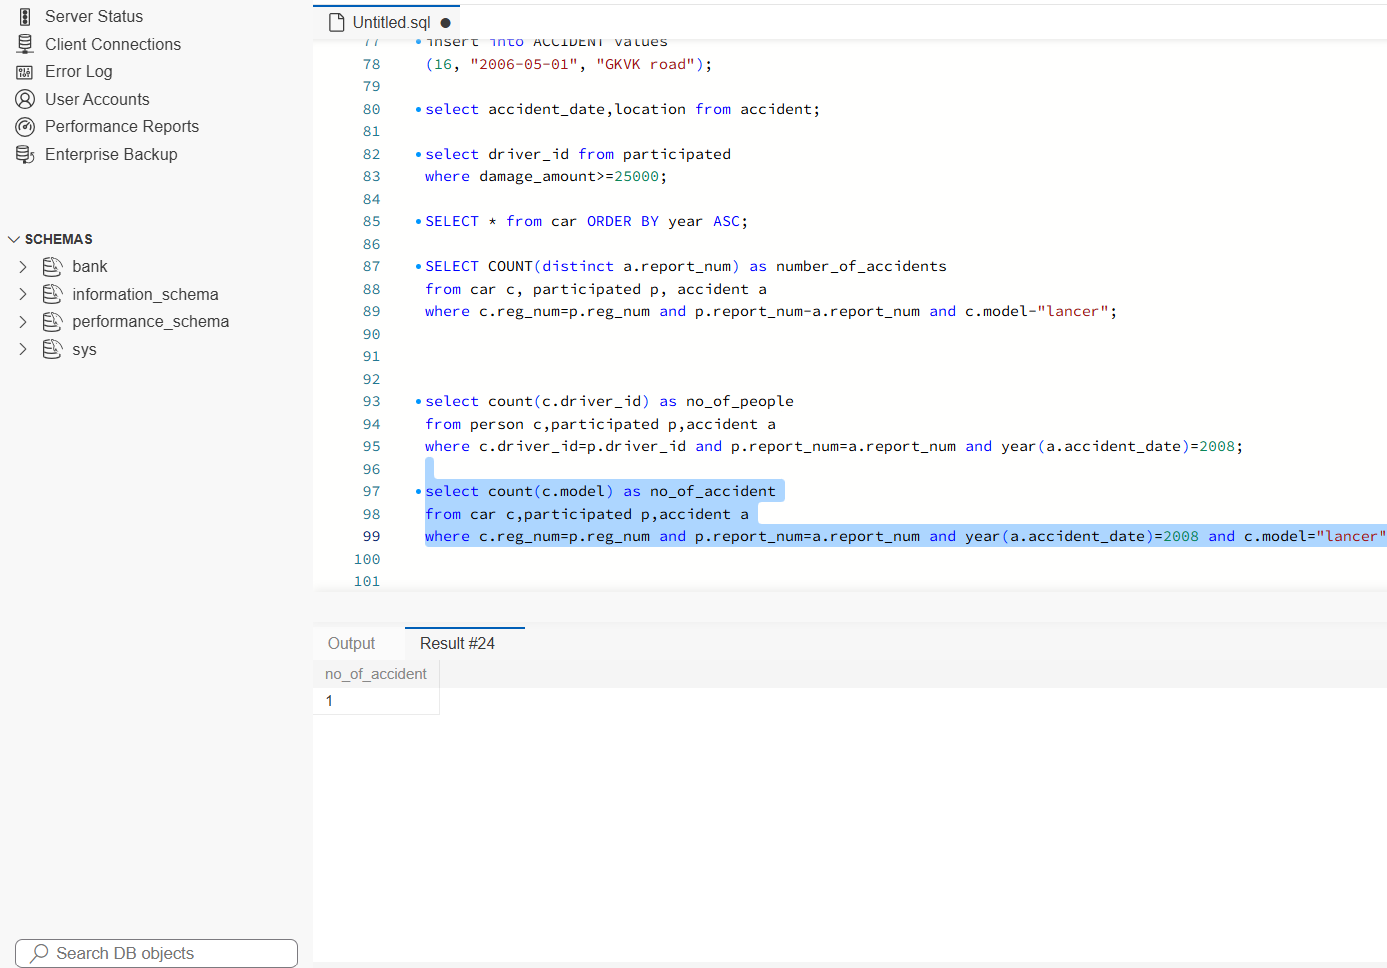 Server Status
Client Connections
Error Log
User Accounts
Performance Reports
Enterprise Backup
SCHEMAS
bank
information_schema
performance_schema
sys
Search DB objects
Untitled.sql
77 insert into ACCIDENT values
78 (16, "2006-05-01", "GKVK road");
79
80 select accident_date,location from accident;
81
82 select driver_id from participated
83 where damage_amount>=25000;
84
85 SELECT * from car ORDER BY year ASC;
86
87 SELECT COUNT(distinct a.report_num) as number_of_accidents
88 from car c, participated p, accident a
89 where c.reg_num=p.reg_num and p.report_num-a.report_num and c.model-"lancer";
90
91
92
93 select count(c.driver_id) as no_of_people
94 from person c,participated p,accident a
95 where c.driver_id=p.driver_id and p.report_num=a.report_num and year(a.accident_date)=2008;
96
97 select count(c.model) as no_of_accident
98 from car c,participated p,accident a
99 where c.reg_num=p.reg_num and p.report_num=a.report_num and year(a.accident_date)=2008 and c.model="lancer"
100
101
Output Result #24
no_of_accident
1